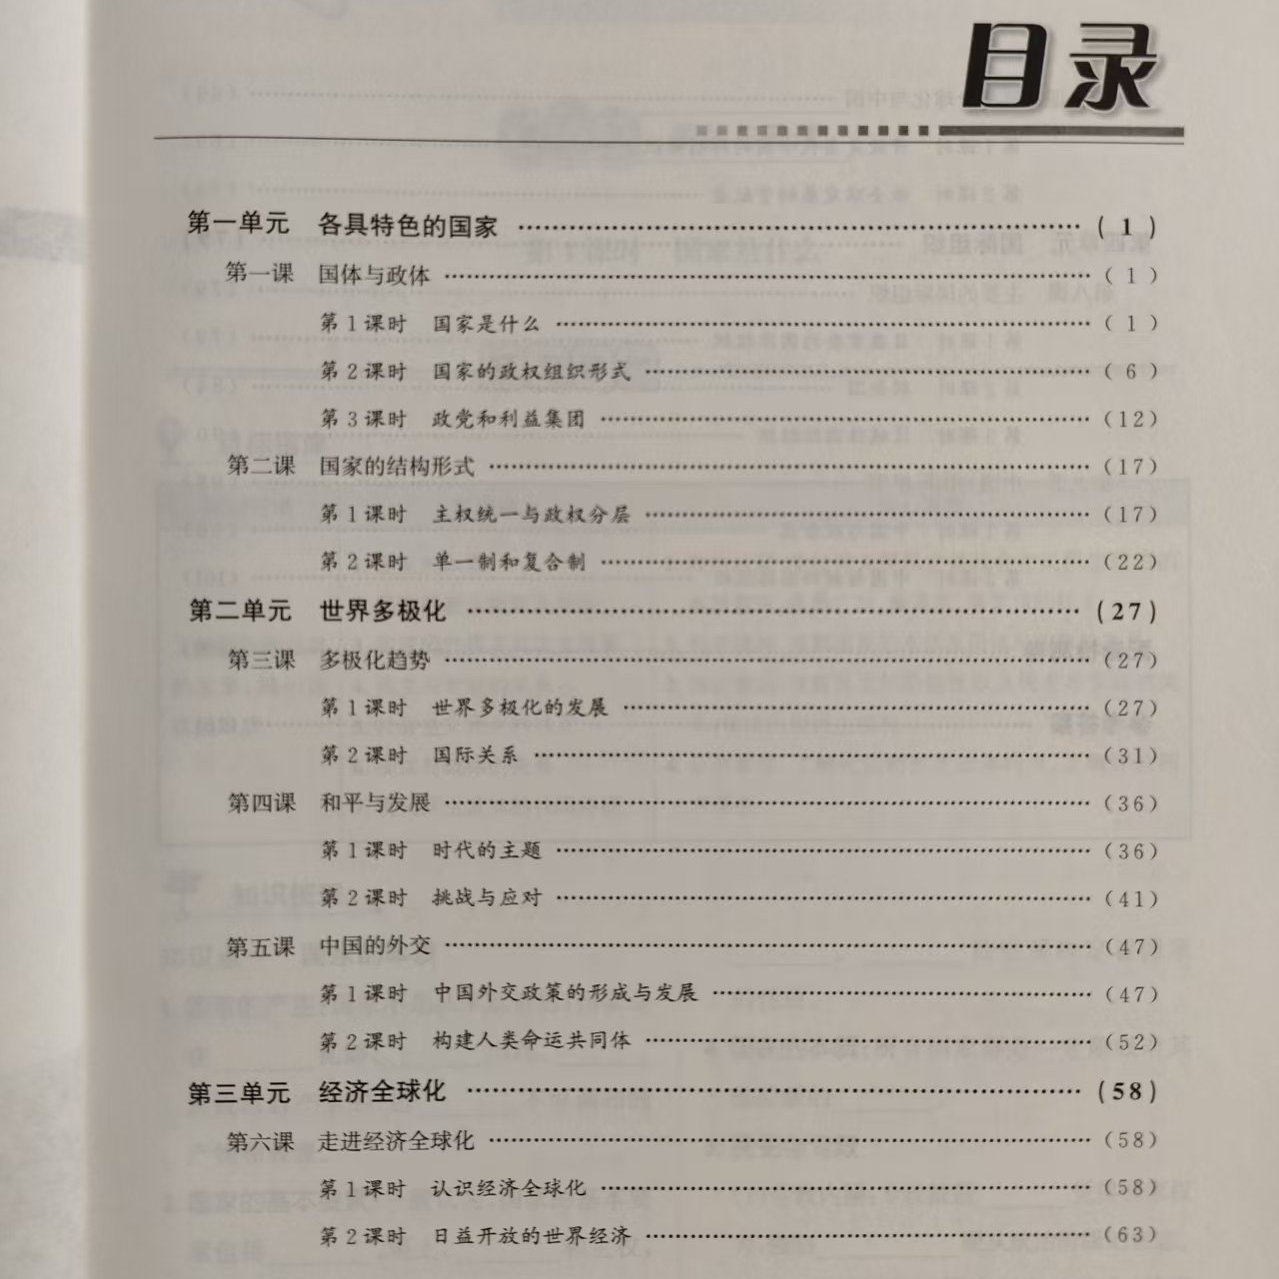 目录
第一单元 各具特色的国家 ……………………………… (1)
第一课 国体与政体 ……………………………… (1)
第1课时 国家是什么 ……………………………… (1)
第2课时 国家的政权组织形式 ……………………………… (6)
第3课时 政党和利益集团 ……………………………… (12)
第二课 国家的结构形式 ……………………………… (17)
第1课时 主权统一与政权分层 ……………………………… (17)
第2课时 单一制和复合制 ……………………………… (22)
第二单元 世界多极化 ……………………………… (27)
第三课 多极化趋势 ……………………………… (27)
第1课时 世界多极化的发展 ……………………………… (27)
第2课时 国际关系 ……………………………… (31)
第四课 和平与发展 ……………………………… (36)
第1课时 时代的主题 ……………………………… (36)
第2课时 挑战与应对 ……………………………… (41)
第五课 中国的外交 ……………………………… (47)
第1课时 中国外交政策的形成与发展 ……………………………… (47)
第2课时 构建人类命运共同体 ……………………………… (52)
第三单元 经济全球化 ……………………………… (58)
第六课 走进经济全球化 ……………………………… (58)
第1课时 认识经济全球化 ……………………………… (58)
第2课时 日益开放的世界经济 ……………………………… (63)